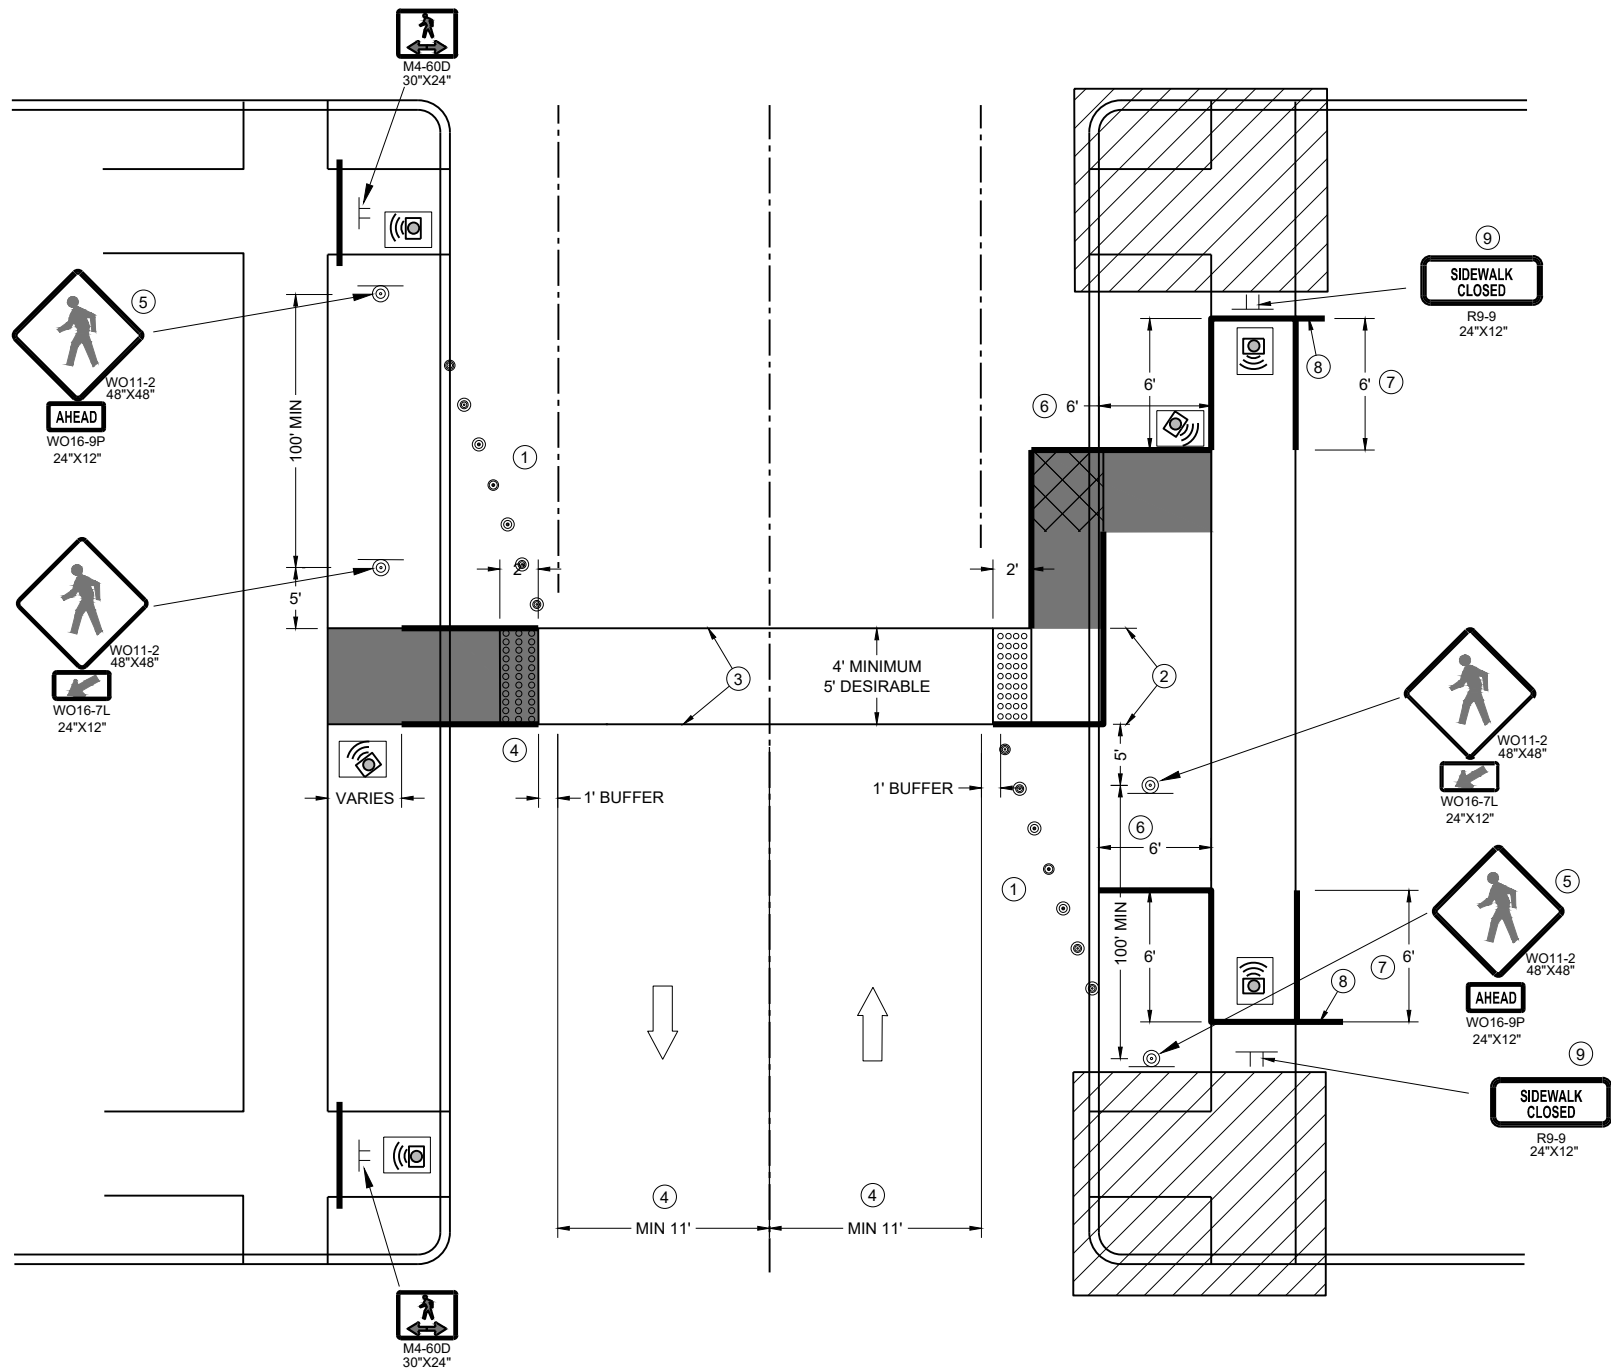 M4-60D
30"X24"
9
SIDEWALK
CLOSED
R9-9
24"X12"
5
WO11-2
48"X48"
AHEAD
WO16-9P
24"X12"
100' MIN
1
6'
8
6'
7
6
6'
WO11-2
48"X48"
WO16-7L
24"X12"
5'
2'
2'
3
4' MINIMUM
5' DESIRABLE
2
4
VARIES
1' BUFFER
1' BUFFER
5'
WO11-2
48"X48"
WO16-7L
24"X12"
6
6'
1
100' MIN
6'
8
7
6'
5
WO11-2
48"X48"
AHEAD
WO16-9P
24"X12"
9
SIDEWALK
CLOSED
R9-9
24"X12"
4
MIN 11'
4
MIN 11'
M4-60D
30"X24"